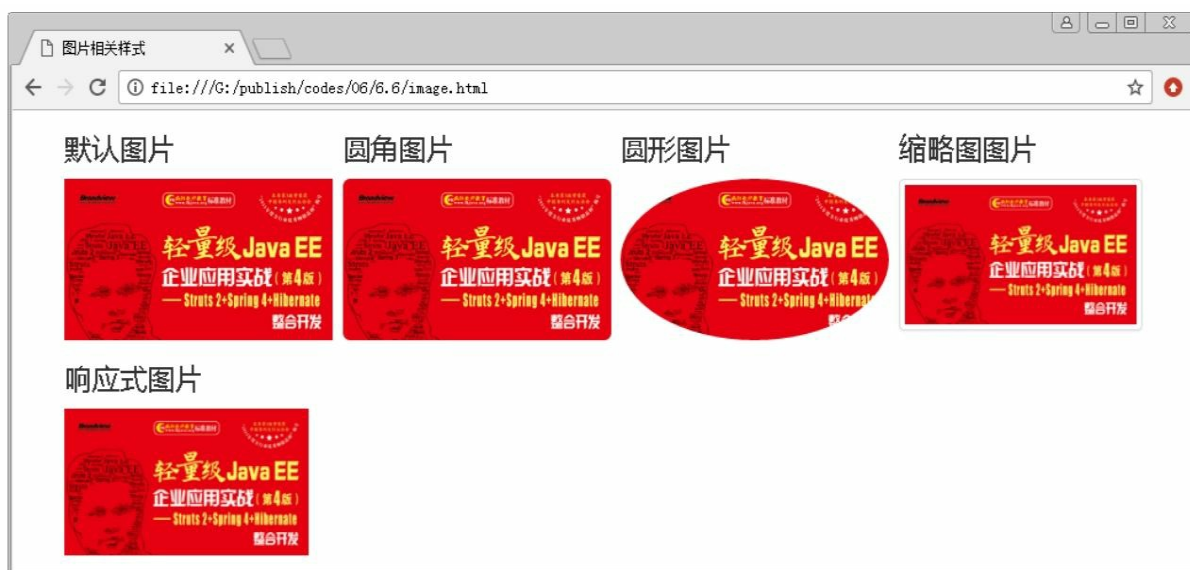 图片相关样式
file:///G:/publish/codes/06/6.6/image.html
默认图片
圆角图片
圆形图片
缩略图图片
轻量级Java EE
企业应用实战(第4版)
—— Struts 2+Spring 4+Hibernate
整合开发
轻量级Java EE
企业应用实战(第4版)
—— Struts 2+Spring 4+Hibernate
整合开发
轻量级Java EE
企业应用实战(第4版)
—— Struts 2+Spring 4+Hibernate
整合开发
轻量级Java EE
企业应用实战(第4版)
—— Struts 2+Spring 4+Hibernate
整合开发
响应式图片
轻量级Java EE
企业应用实战(第4版)
—— Struts 2+Spring 4+Hibernate
整合开发